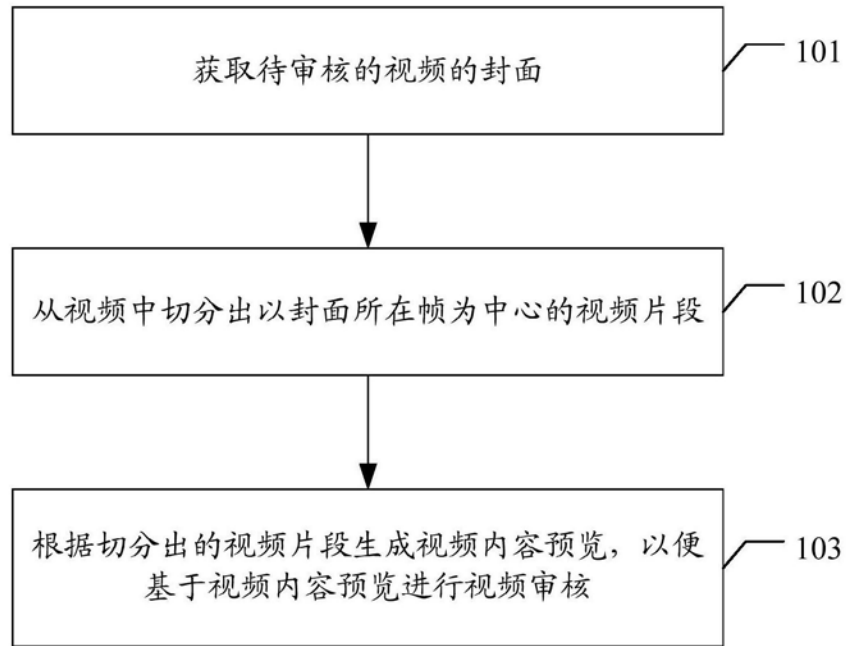 获取待审核的视频的封面
101
从视频中切分出以封面所在帧为中心的视频片段
102
根据切分出的视频片段生成视频内容预览，以便
基于视频内容预览进行视频审核
103